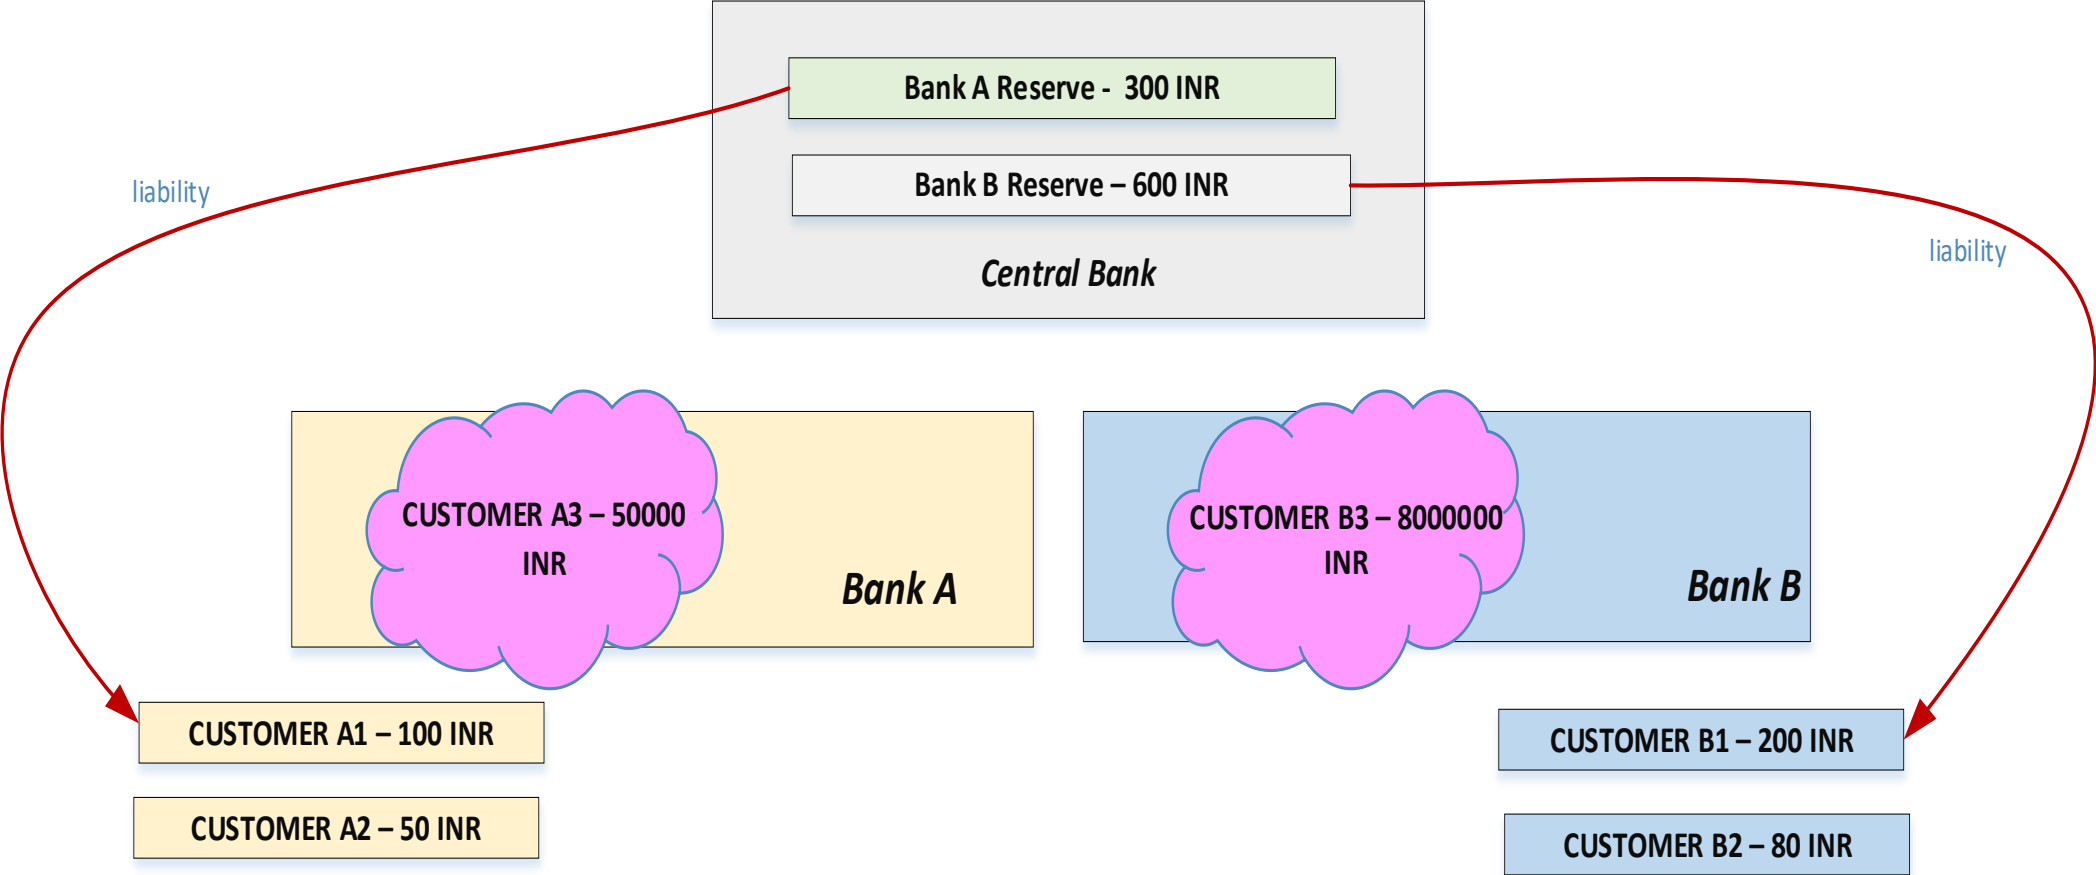 Bank A Reserve -  300 INR
Bank B Reserve – 600 INR
liability
liability
Central Bank
CUSTOMER A3 – 50000
INR
Bank A
CUSTOMER B3 – 8000000
INR
Bank B
CUSTOMER A1 – 100 INR
CUSTOMER B1 – 200 INR
CUSTOMER A2 – 50 INR
CUSTOMER B2 – 80 INR